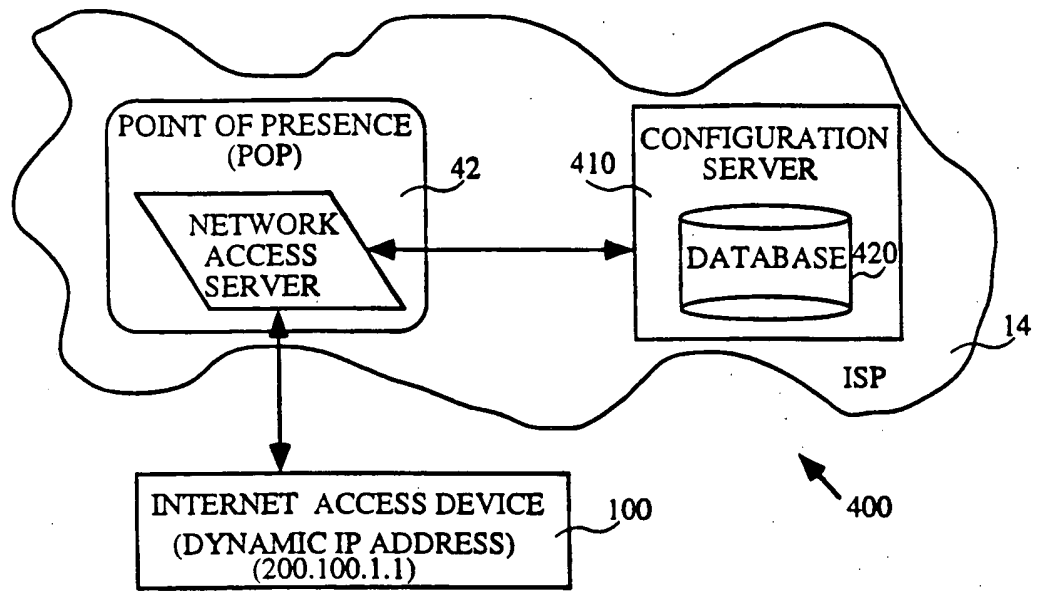 POINT OF PRESENCE
(POP)
42
NETWORK
ACCESS
SERVER
410
CONFIGURATION
SERVER
DATABASE
420
14
ISP
400
INTERNET ACCESS DEVICE
(DYNAMIC IP ADDRESS)
(200.100.1.1)
100